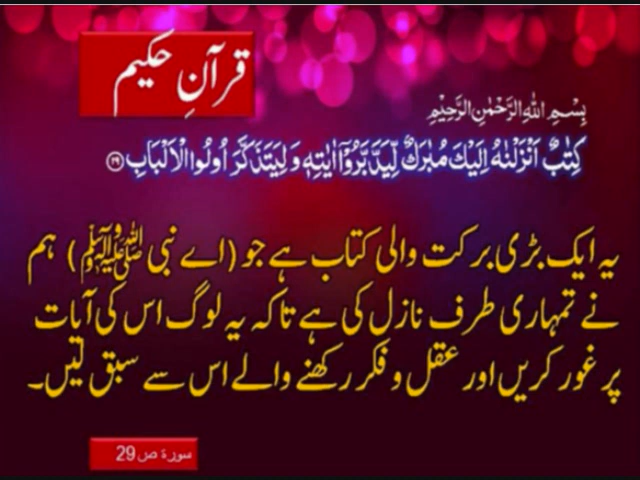 قرآنِ حکیم
بِسْمِ اللهِ الرَّحْمٰنِ الرَّحِيْمِ
كِتٰبٌ اَنْزَلْنٰهُ اِلَيْكَ مُبٰرَكٌ لِّيَدَّبَّرُوْٓا اٰيٰتِهٖ وَ لِيَتَذَكَّرَ اُولُوا الْاَلْبَابِ ﴿۲۹﴾
یہ ایک بڑی برکت والی کتاب ہے جو (اے نبی ﷺ) ہم
نے تمہاری طرف نازل کی ہے تاکہ یہ لوگ اس کی آیات
پر غور کریں اور عقل و فکر رکھنے والے اس سے سبق لیں۔
سورۃ ص 29